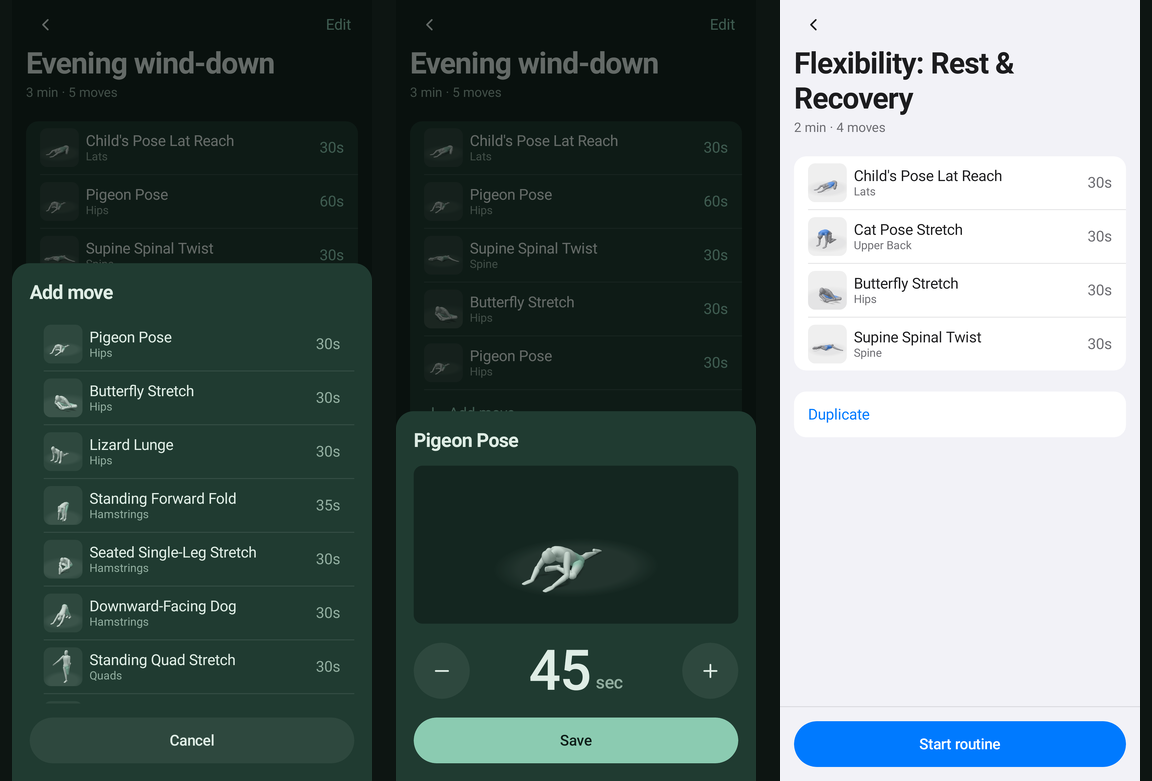 Edit
Evening wind-down
3 min · 5 moves
Child's Pose Lat Reach
Lats
30s
Pigeon Pose
Hips
60s
Supine Spinal Twist
Spine
30s
Add move
Pigeon Pose
Hips
30s
Butterfly Stretch
Hips
30s
Lizard Lunge
Hips
30s
Standing Forward Fold
Hamstrings
35s
Seated Single-Leg Stretch
Hamstrings
30s
Downward-Facing Dog
Hamstrings
30s
Standing Quad Stretch
Quads
30s
Cancel
Edit
Evening wind-down
3 min · 5 moves
Child's Pose Lat Reach
Lats
30s
Pigeon Pose
Hips
60s
Supine Spinal Twist
Spine
30s
Butterfly Stretch
Hips
30s
Pigeon Pose
Hips
30s
+ Add move
Pigeon Pose
45 sec
Save
Flexibility: Rest &
Recovery
2 min · 4 moves
Child's Pose Lat Reach
Lats
30s
Cat Pose Stretch
Upper Back
30s
Butterfly Stretch
Hips
30s
Supine Spinal Twist
Spine
30s
Duplicate
Start routine